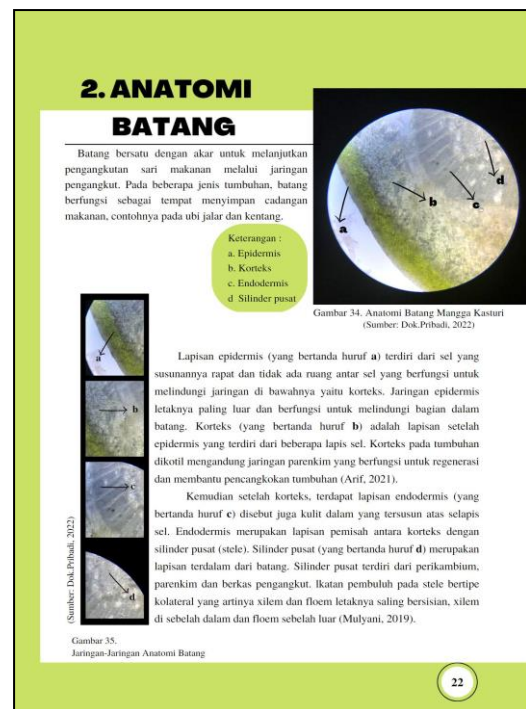 2. ANATOMI
BATANG
Batang bersatu dengan akar untuk melanjutkan
pengangkutan sari makanan melalui jaringan
pengangkut. Pada beberapa jenis tumbuhan, batang
berfungsi sebagai tempat menyimpan cadangan
makanan, contohnya pada ubi jalar dan kentang.
a
b
c
d
Keterangan :
a. Epidermis
b. Korteks
c. Endodermis
d Silinder pusat
Gambar 34. Anatomi Batang Mangga Kasturi
(Sumber: Dok.Pribadi, 2022)
a
b
c
d
(Sumber: Dok.Pribadi, 2022)
Gambar 35.
Jaringan-Jaringan Anatomi Batang
Lapisan epidermis (yang bertanda huruf a) terdiri dari sel yang
susunannya rapat dan tidak ada ruang antar sel yang berfungsi untuk
melindungi jaringan di bawahnya yaitu korteks. Jaringan epidermis
letaknya paling luar dan berfungsi untuk melindungi bagian dalam
batang. Korteks (yang bertanda huruf b) adalah lapisan setelah
epidermis yang terdiri dari beberapa lapis sel. Korteks pada tumbuhan
dikotil mengandung jaringan parenkim yang berfungsi untuk regenerasi
dan membantu pencangkokan tumbuhan (Arif, 2021).
Kemudian setelah korteks, terdapat lapisan endodermis (yang
bertanda huruf c) disebut juga kulit dalam yang tersusun atas selapis
sel. Endodermis merupakan lapisan pemisah antara korteks dengan
silinder pusat (stele). Silinder pusat (yang bertanda huruf d) merupakan
lapisan terdalam dari batang. Silinder pusat terdiri dari perikambium,
parenkim dan berkas pengangkut. Ikatan pembuluh pada stele bertipe
kolateral yang artinya xilem dan floem letaknya saling bersisian, xilem
di sebelah dalam dan floem sebelah luar (Mulyani, 2019).
22